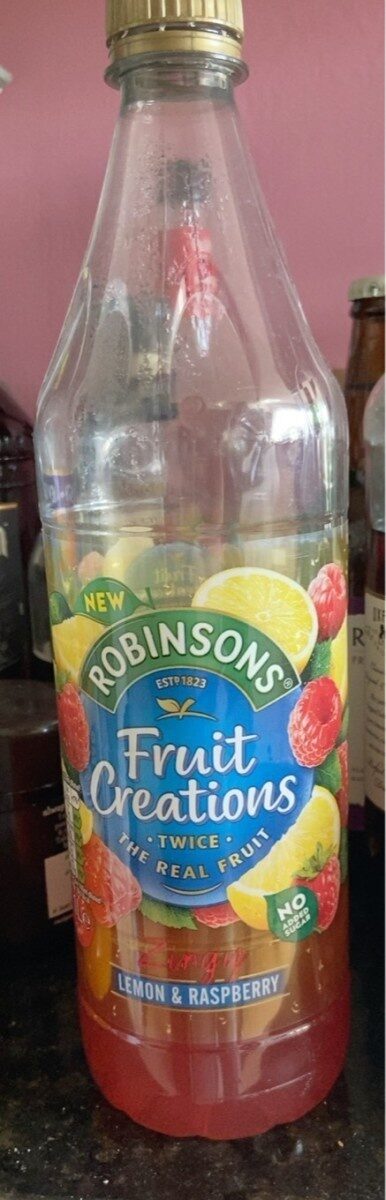 NEW
ROBINSONS®
ESTD 1823
Fruit
Creations
• TWICE •
THE REAL FRUIT
NO
ADDED
SUGAR
Zingy
LEMON & RASPBERRY